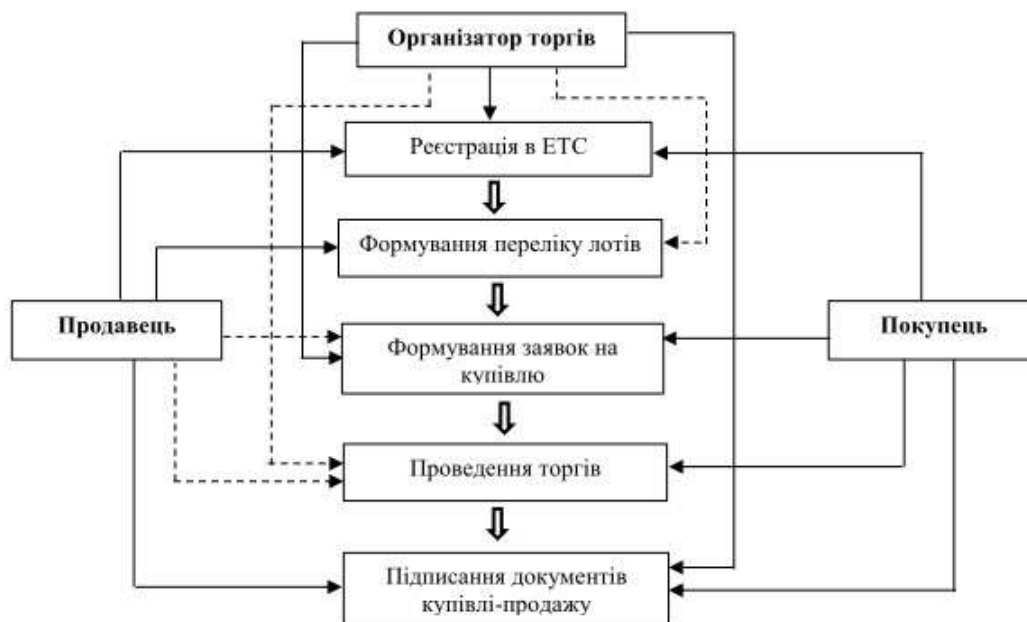 Організатор торгів
Реєстрація в ЕТС
Формування переліку лотів
Продавець
Покупець
Формування заявок на
купівлю
Проведення торгів
Підписання документів
купівлі-продажу